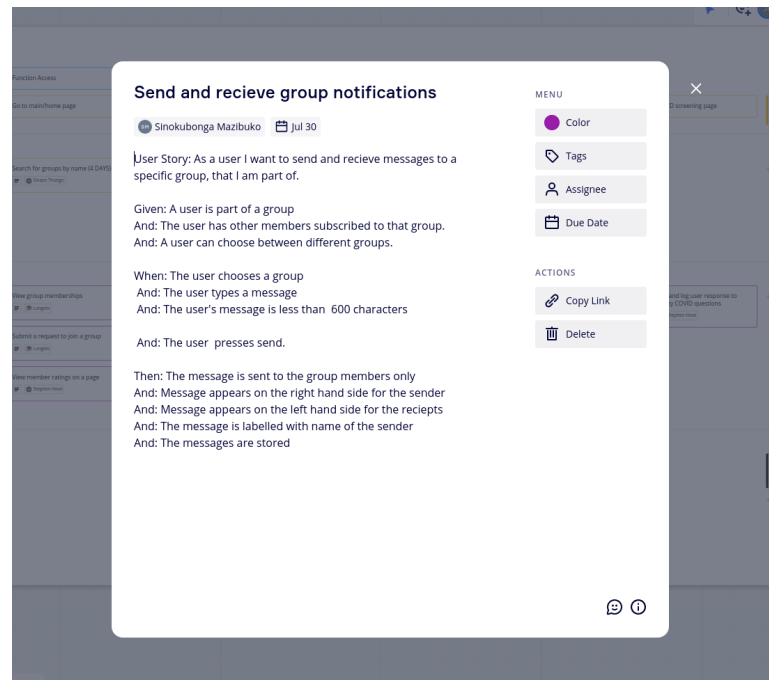 Function Access
Go to main/home page
D screening page
Search for groups by name (4 DAYS)
View group memberships
Lungelo
Submit a request to join a group
Lungelo
View member ratings on a page
Stephen Hove
and log user response to
y COVID questions
tephen Hove
Send and recieve group notifications
SM Sinokubonga Mazibuko Jul 30
User Story: As a user I want to send and recieve messages to a
specific group, that I am part of.
Given: A user is part of a group
And: The user has other members subscribed to that group.
And: A user can choose between different groups.
When: The user chooses a group
And: The user types a message
And: The user's message is less than 600 characters
And: The user presses send.
Then: The message is sent to the group members only
And: Message appears on the right hand side for the sender
And: Message appears on the left hand side for the reciepts
And: The message is labelled with name of the sender
And: The messages are stored
MENU
Color
Tags
Assignee
Due Date
ACTIONS
Copy Link
Delete